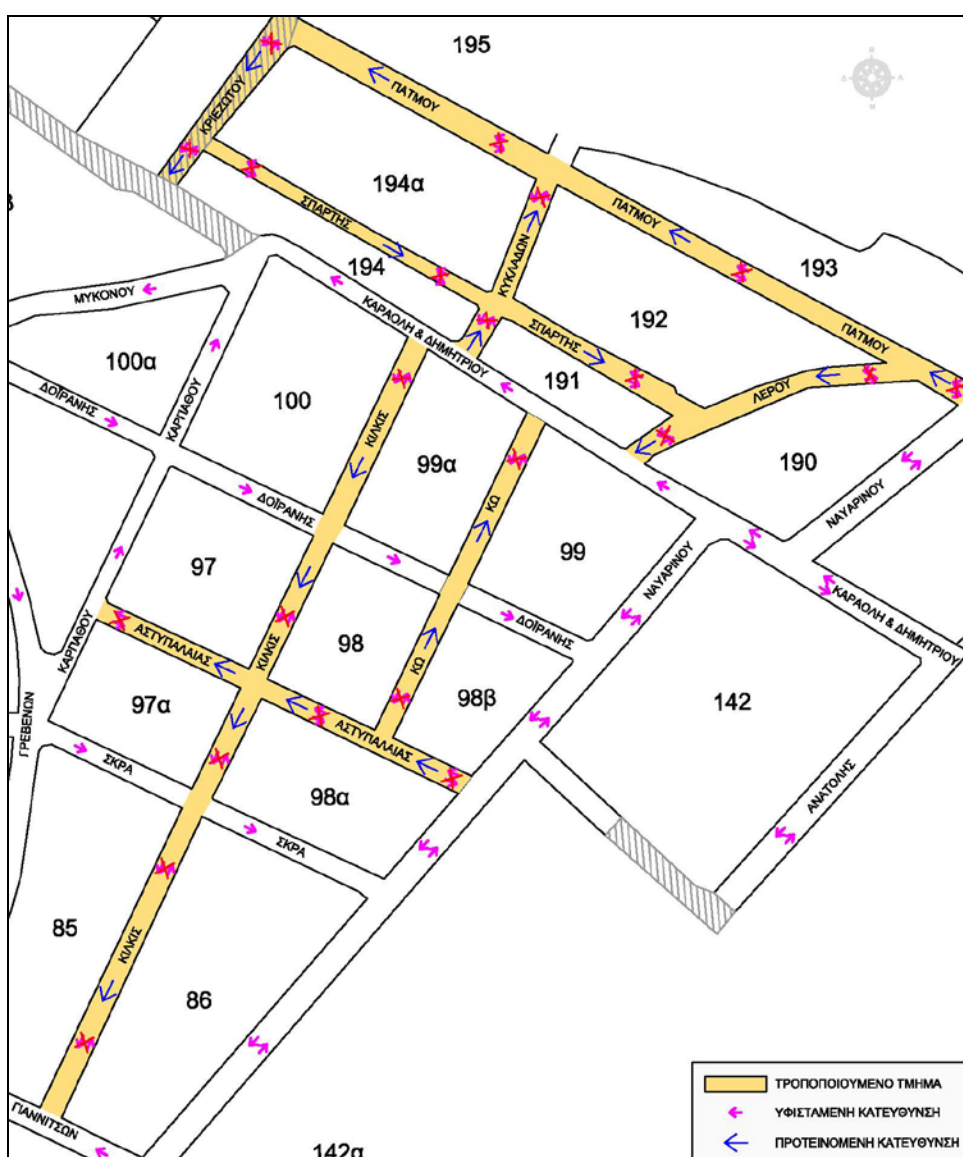 195
ΠΑΤΜΟΥ
ΚΡΙΕΖΩΤΟΥ
194α
ΣΠΑΡΤΗΣ
ΠΑΤΜΟΥ
ΚΥΚΛΑΔΩΝ
194
193
ΜΥΚΟΝΟΥ
192
ΣΠΑΡΤΗΣ
ΠΑΤΜΟΥ
ΚΑΡΑΟΛΗ & ΔΗΜΗΤΡΙΟΥ
100α
191
ΛΕΡΟΥ
ΔΟΪΡΑΝΗΣ
ΚΑΡΠΑΘΟΥ
100
ΚΙΛΚΙΣ
99α
190
ΝΑΥΑΡΙΝΟΥ
ΔΟΪΡΑΝΗΣ
ΚΩ
97
99
ΝΑΥΑΡΙΝΟΥ
ΚΑΡΑΟΛΗ & ΔΗΜΗΤΡΙΟΥ
ΚΑΡΠΑΘΟΥ
ΑΣΤΥΠΑΛΑΙΑΣ
ΚΙΛΚΙΣ
98
ΚΩ
ΔΟΪΡΑΝΗΣ
97α
98β
142
ΓΡΕΒΕΝΩΝ
ΑΣΤΥΠΑΛΑΙΑΣ
ΣΚΡΑ
98α
ΑΝΑΤΟΛΗΣ
ΣΚΡΑ
85
ΚΙΛΚΙΣ
86
ΓΙΑΝΝΙΤΣΩΝ
142α
ΤΡΟΠΟΠΟΙΟΥΜΕΝΟ ΤΜΗΜΑ
ΥΦΙΣΤΑΜΕΝΗ ΚΑΤΕΥΘΥΝΣΗ
ΠΡΟΤΕΙΝΟΜΕΝΗ ΚΑΤΕΥΘΥΝΣΗ